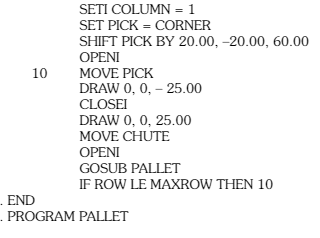 SETI COLUMN = 1
SET PICK = CORNER
SHIFT PICK BY 20.00, –20.00, 60.00
OPENI
10 MOVE PICK
DRAW 0, 0, – 25.00
CLOSEI
DRAW 0, 0, 25.00
MOVE CHUTE
OPENI
GOSUB PALLET
IF ROW LE MAXROW THEN 10
. END
. PROGRAM PALLET